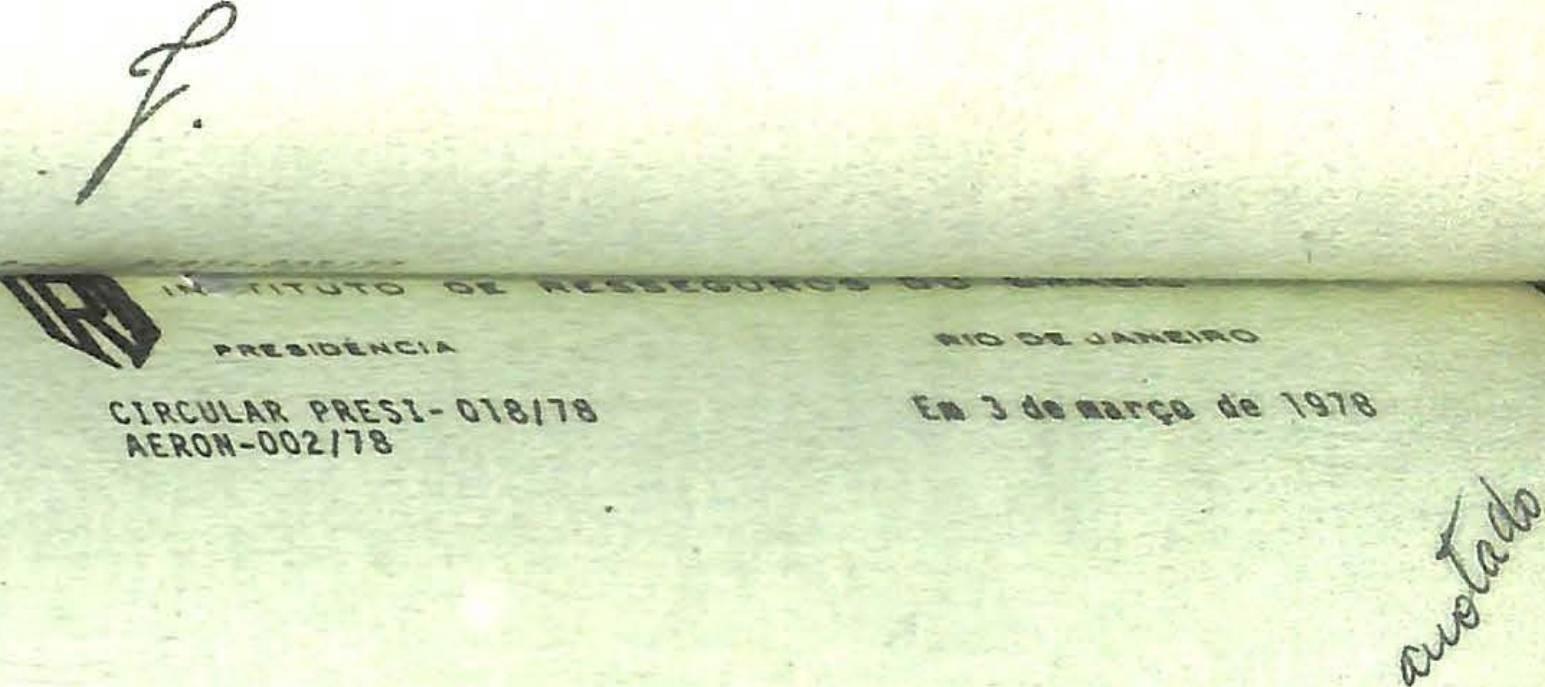 INSTITUTO DE RESSEGUROS DO BRASIL
PRESIDÊNCIA
RIO DE JANEIRO
CIRCULAR PRESI-018/78
Em 3 de março de 1978
AERON-002/78
anotado